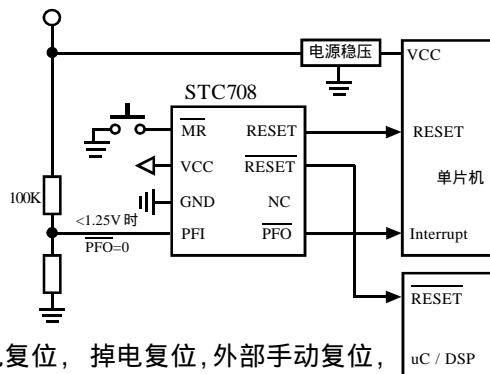 电源稳压
VCC
STC708
MR RESET
RESET
VCC RESET
单片机
GND NC
100K
<1.25V 时
PFI PFO
Interrupt
PFO=0
RESET
复位, 掉电复位,外部手动复位,
uC / DSP